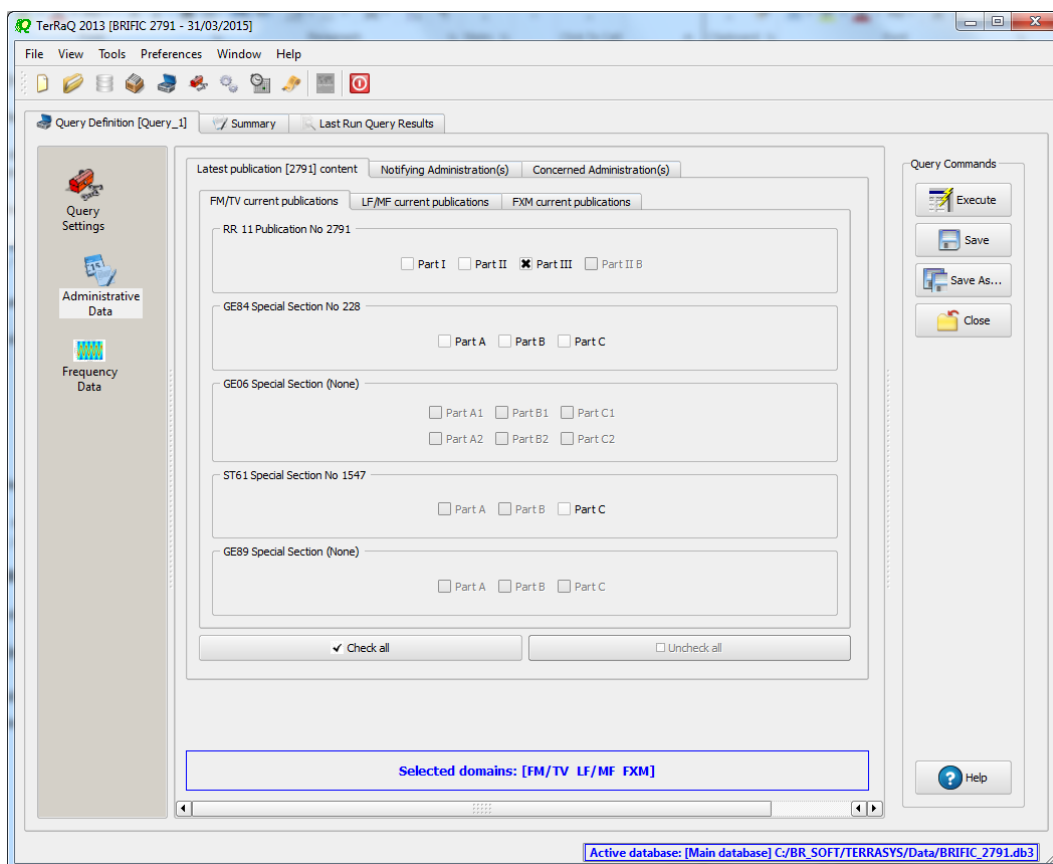 TerRaQ 2013 [BRIFIC 2791 - 31/03/2015]
File View Tools Preferences Window Help
Query Definition [Query_1] Summary Last Run Query Results
Query
Settings
Administrative
Data
Frequency
Data
Latest publication [2791] content Notifying Administration(s) Concerned Administration(s)
FM/TV current publications LF/MF current publications FXM current publications
RR 11 Publication No 2791
Part I Part II Part III Part II B
GE84 Special Section No 228
Part A Part B Part C
GE06 Special Section (None)
Part A1 Part B1 Part C1
Part A2 Part B2 Part C2
ST61 Special Section No 1547
Part A Part B Part C
GE89 Special Section (None)
Part A Part B Part C
Check all Uncheck all
Selected domains: [FM/TV LF/MF FXM]
Query Commands
Execute
Save
Save As...
Close
Help
Active database: [Main database] C:/BR_SOFT/TERRASYS/Data/BRIFIC_2791.db3